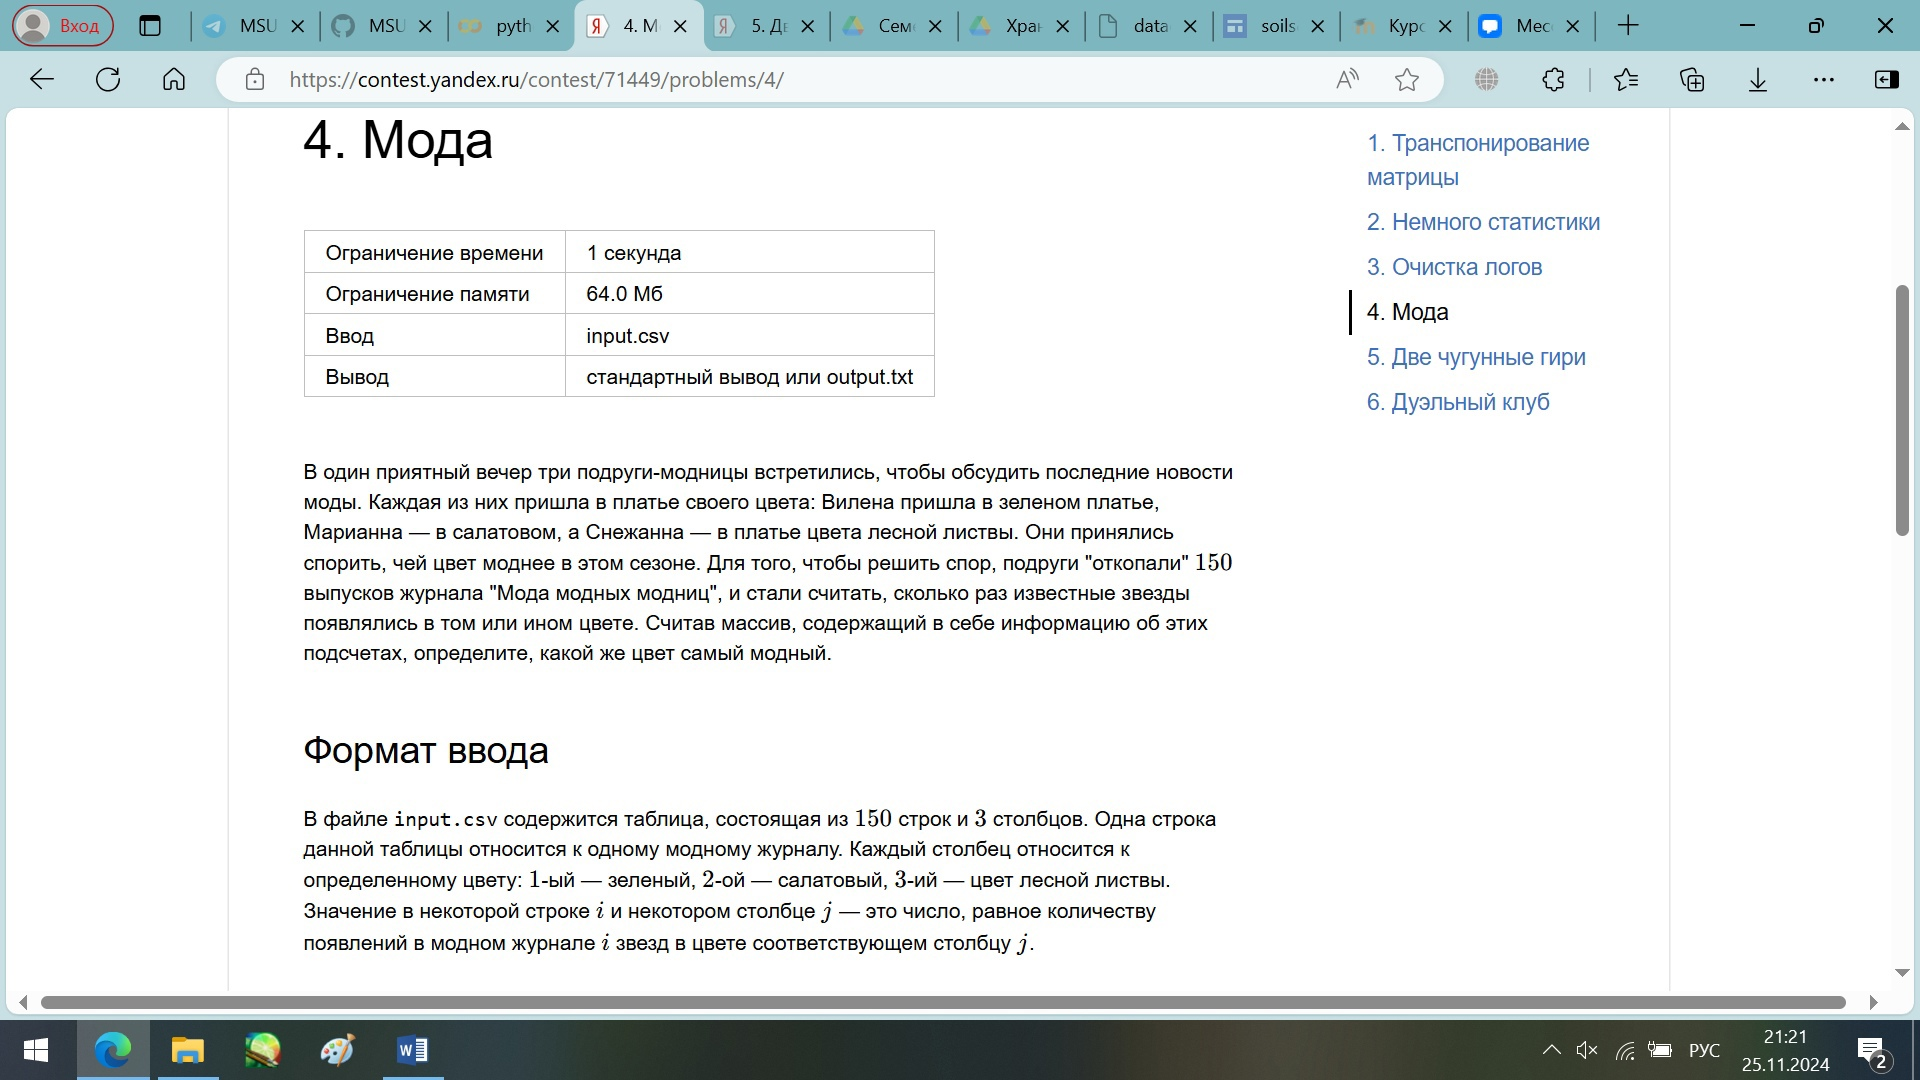 Вход
MSU
MSU
pyth
4. М
5. Де
Сем
Хран
data
soils
Курс
Мес
https://contest.yandex.ru/contest/71449/problems/4/
4. Мода
Ограничение времени 1 секунда
Ограничение памяти 64.0 Мб
Ввод input.csv
Вывод стандартный вывод или output.txt
В один приятный вечер три подруги-модницы встретились, чтобы обсудить последние новости
моды. Каждая из них пришла в платье своего цвета: Вилена пришла в зеленом платье,
Марианна — в салатовом, а Снежанна — в платье цвета лесной листвы. Они принялись
спорить, чей цвет моднее в этом сезоне. Для того, чтобы решить спор, подруги "откопали" 150
выпусков журнала "Мода модных модниц", и стали считать, сколько раз известные звезды
появлялись в том или ином цвете. Считав массив, содержащий в себе информацию об этих
подсчетах, определите, какой же цвет самый модный.
Формат ввода
В файле input.csv содержится таблица, состоящая из 150 строк и 3 столбцов. Одна строка
данной таблицы относится к одному модному журналу. Каждый столбец относится к
определенному цвету: 1-ый — зеленый, 2-ой — салатовый, 3-ий — цвет лесной листвы.
Значение в некоторой строке i и некотором столбце j — это число, равное количеству
появлений в модном журнале i звезд в цвете соответствующем столбцу j.
1. Транспонирование
матрицы
2. Немного статистики
3. Очистка логов
4. Мода
5. Две чугунные гири
6. Дуэльный клуб
РУС
21:21
25.11.2024
2